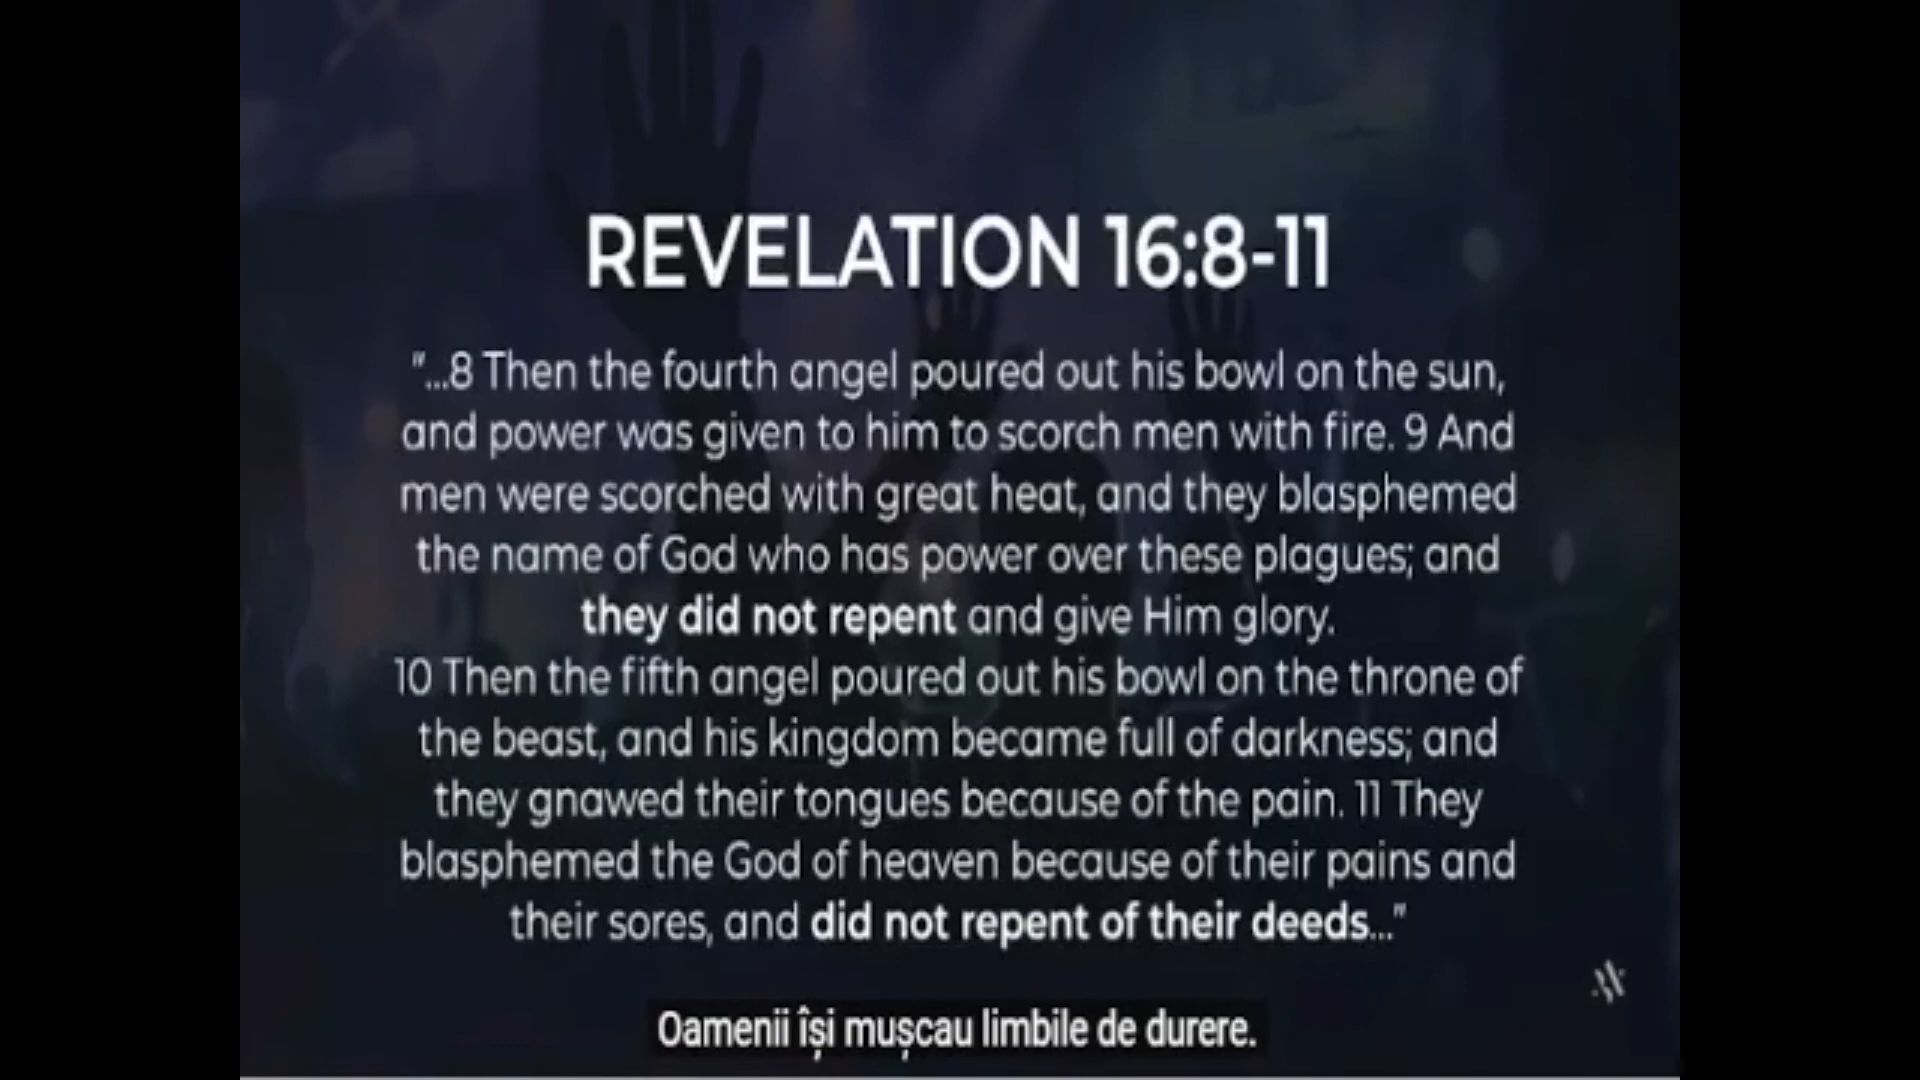 REVELATION 16:8-11
"...8 Then the fourth angel poured out his bowl on the sun,
and power was given to him to scorch men with fire. 9 And
men were scorched with great heat, and they blasphemed
the name of God who has power over these plagues; and
they did not repent and give Him glory.
10 Then the fifth angel poured out his bowl on the throne of
the beast, and his kingdom became full of darkness; and
they gnawed their tongues because of the pain. 11 They
blasphemed the God of heaven because of their pains and
their sores, and did not repent of their deeds..."
Oamenii își mușcau limbile de durere.